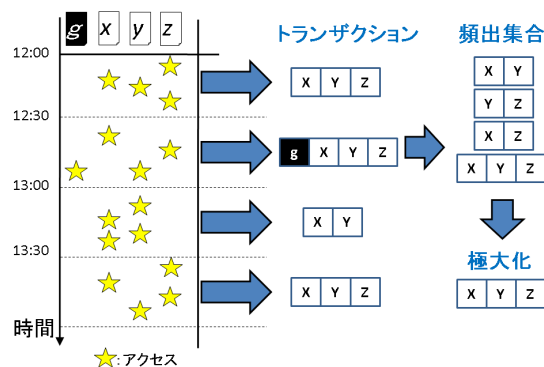 g x y z
トランザクション
頻出集合
12:00
X Y Z
X Y
Y Z
X Z
X Y Z
12:30
g X Y Z
13:00
X Y
13:30
X Y Z
極大化
X Y Z
時間
:アクセス